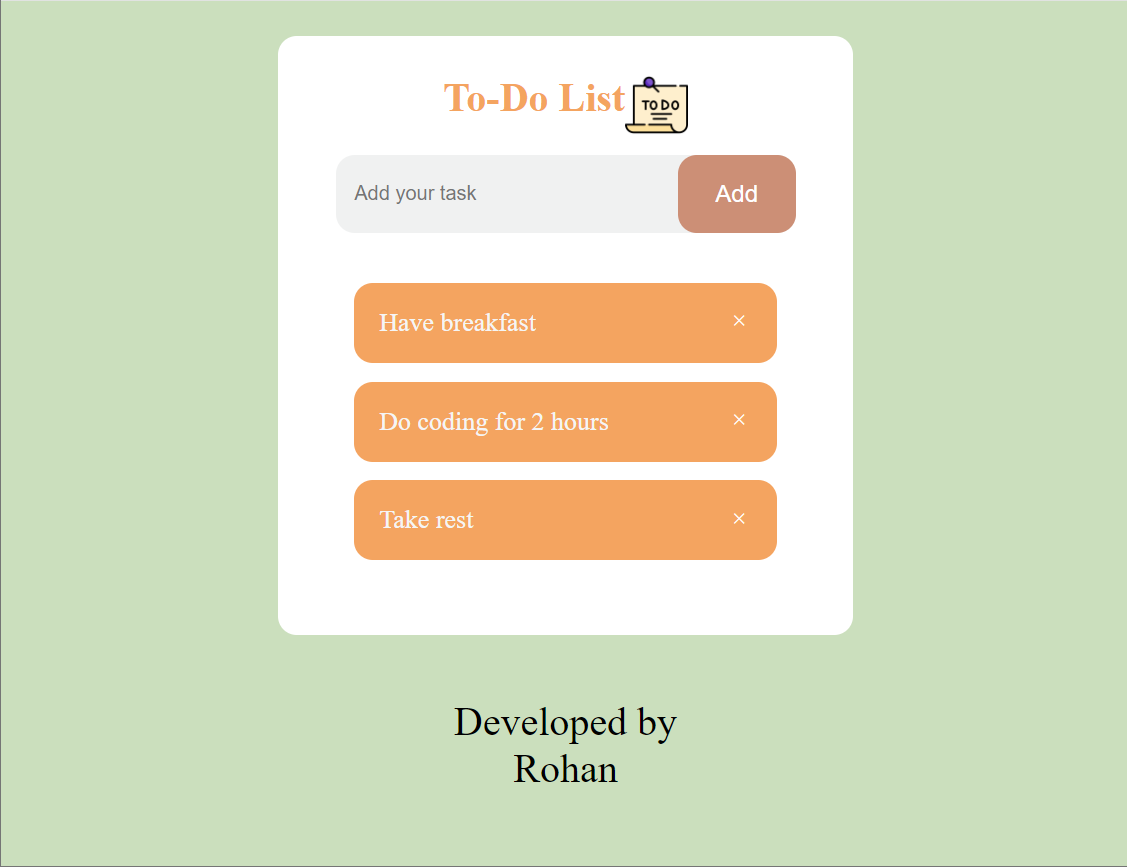 To-Do List
TO DO
Add your task
Add
Have breakfast ×
Do coding for 2 hours ×
Take rest ×
Developed by
Rohan